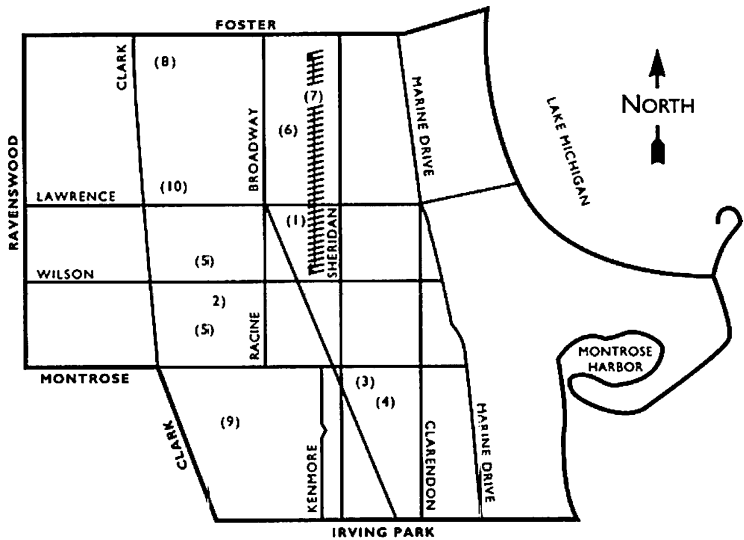 FOSTER
CLARK
(8)
(7)
MARINE DRIVE
LAKE MICHIGAN
NORTH
BROADWAY
(6)
RAVENSWOOD
(10)
LAWRENCE
(1)
SHERIDAN
(5)
WILSON
2)
(5)
RACINE
MONTROSE
HARBOR
MONTROSE
(3)
(4)
(9)
CLARK
KENMORE
CLARENDON
MARINE DRIVE
IRVING PARK